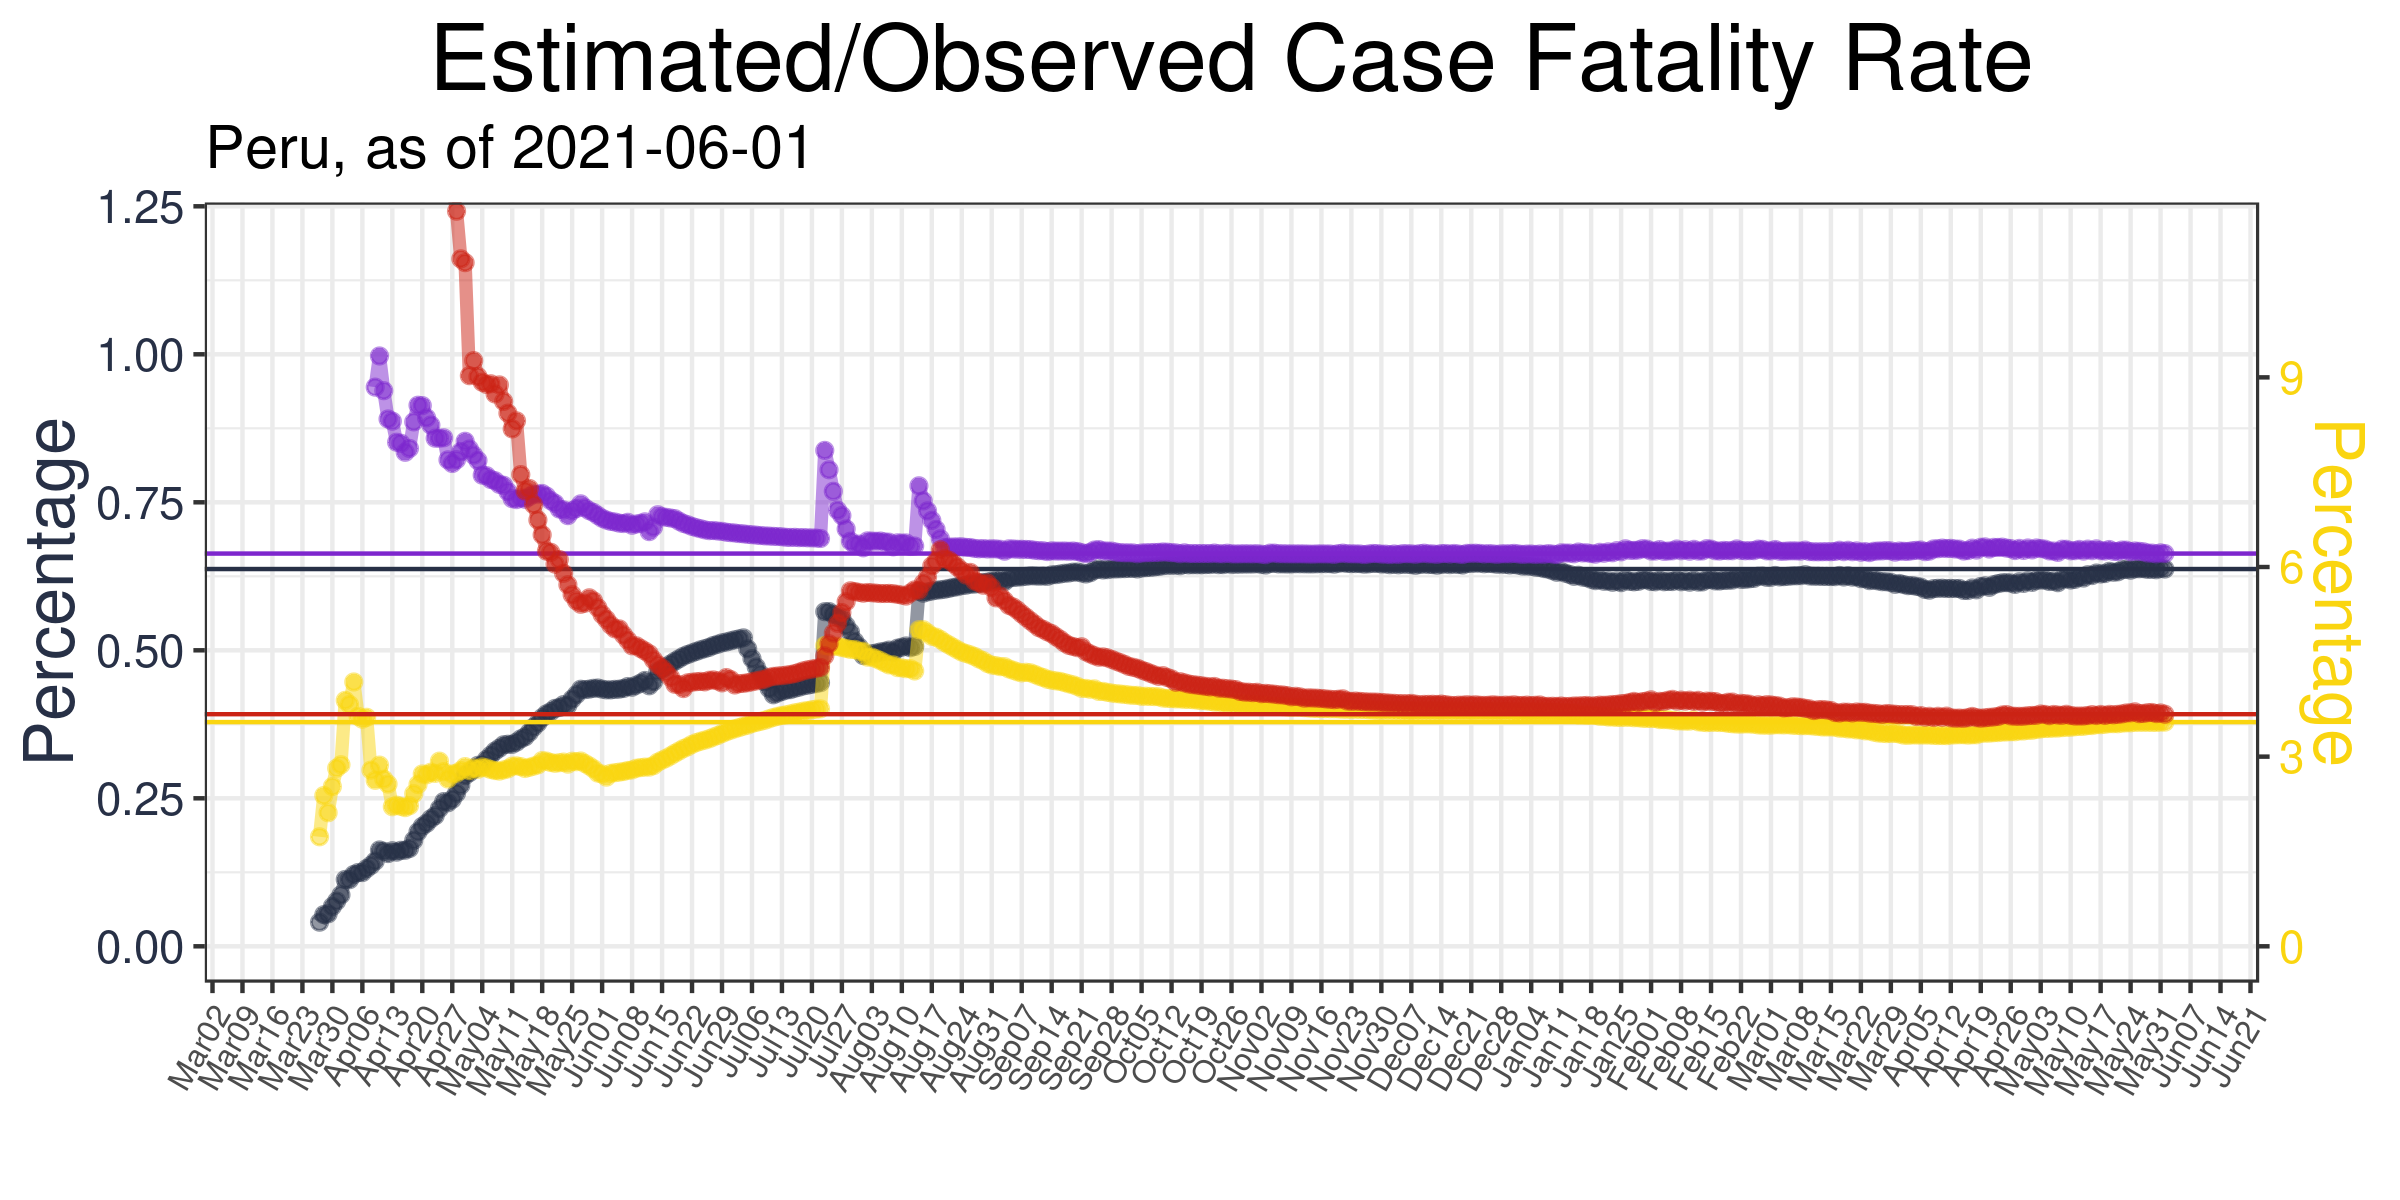 Estimated/Observed Case Fatality Rate
Peru, as of 2021-06-01
Percentage
1.25
1.00
0.75
0.50
0.25
0.00
9
6
3
0
Percentage
Mar02
Mar09
Mar16
Mar23
Mar30
Apr06
Apr13
Apr20
Apr27
May04
May11
May18
May25
Jun01
Jun08
Jun15
Jun22
Jun29
Jul06
Jul13
Jul20
Jul27
Aug03
Aug10
Aug17
Aug24
Aug31
Sep07
Sep14
Sep21
Sep28
Oct05
Oct12
Oct19
Oct26
Nov02
Nov09
Nov16
Nov23
Nov30
Dec07
Dec14
Dec21
Dec28
Jan04
Jan11
Jan18
Jan25
Feb01
Feb08
Feb15
Feb22
Mar01
Mar08
Mar15
Mar22
Mar29
Apr05
Apr12
Apr19
Apr26
May03
May10
May17
May24
May31
Jun07
Jun14
Jun21